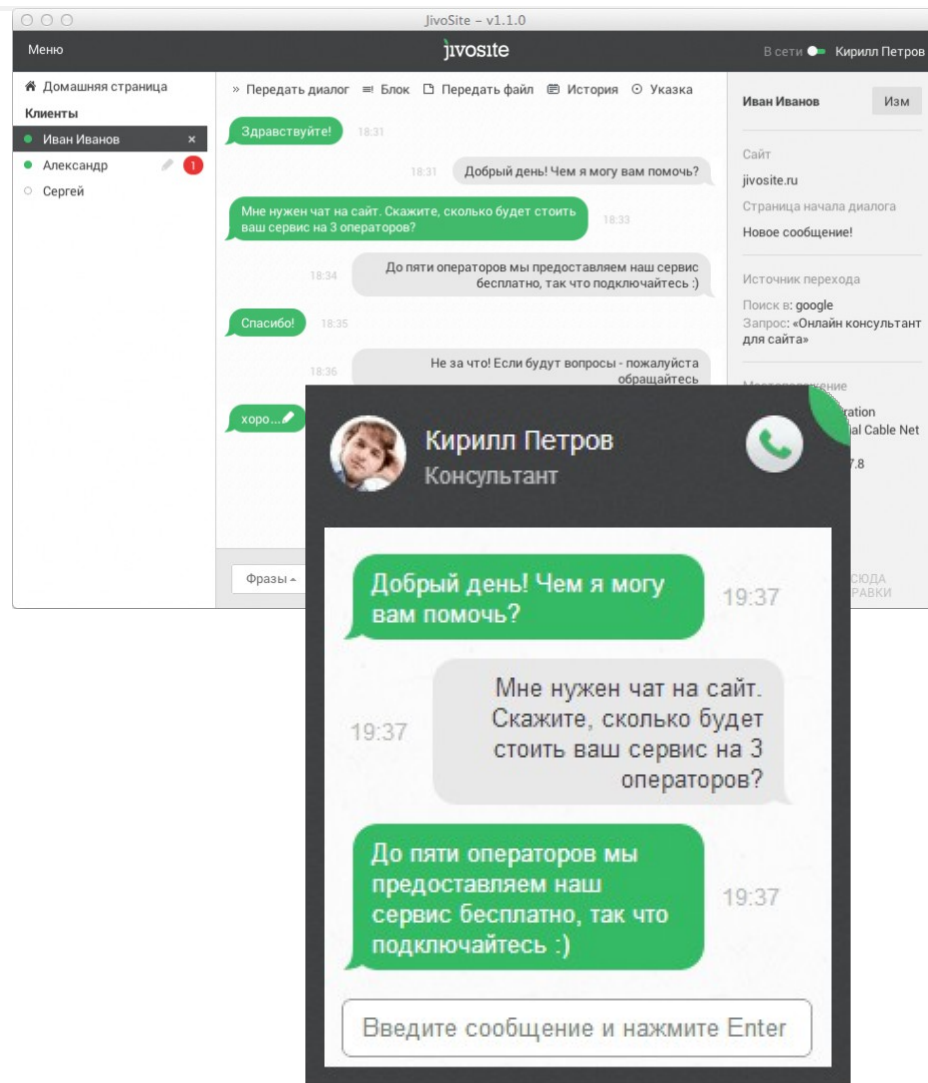 JivoSite – v1.1.0
Меню
jivosite
В сети
Кирилл Петров
Домашняя страница
Клиенты
Иван Иванов ×
Александр 1
Сергей
» Передать диалог
Блок
Передать файл
История
Указка
Здравствуйте! 18:31
18:31 Добрый день! Чем я могу вам помочь?
Мне нужен чат на сайт. Скажите, сколько будет стоить
ваш сервис на 3 операторов?
18:33
18:34
До пяти операторов мы предоставляем наш сервис
бесплатно, так что подключайтесь :)
Спасибо! 18:35
18:36
Не за что! Если будут вопросы - пожалуйста
обращайтесь
хоро...
Фразы
Иван Иванов
Изм
Сайт
jivosite.ru
Страница начала диалога
Новое сообщение!
Источник перехода
Поиск в: google
Запрос: «Онлайн консультант
для сайта»
ial Cable Net
7.8
СЮДА
Кирилл Петров
Консультант
Добрый день! Чем я могу
вам помочь?
19:37
Мне нужен чат на сайт.
Скажите, сколько будет
стоить ваш сервис на 3
операторов?
19:37
До пяти операторов мы
предоставляем наш
сервис бесплатно, так что
подключайтесь :)
19:37
Введите сообщение и нажмите Enter